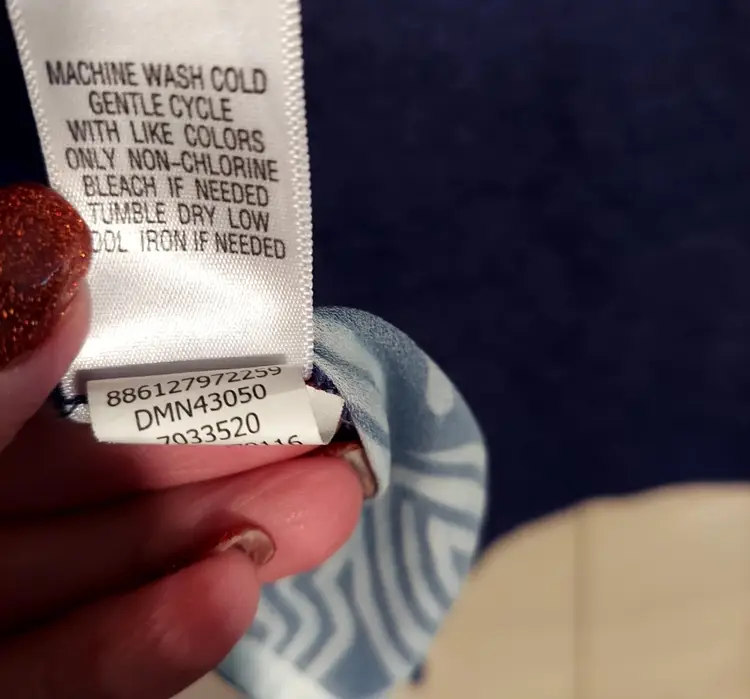 MACHINE WASH COLD
GENTLE CYCLE
WITH LIKE COLORS
ONLY NON-CHLORINE
BLEACH IF NEEDED
TUMBLE DRY LOW
IRON IF NEEDED
886127972259
DMN43050
7033520